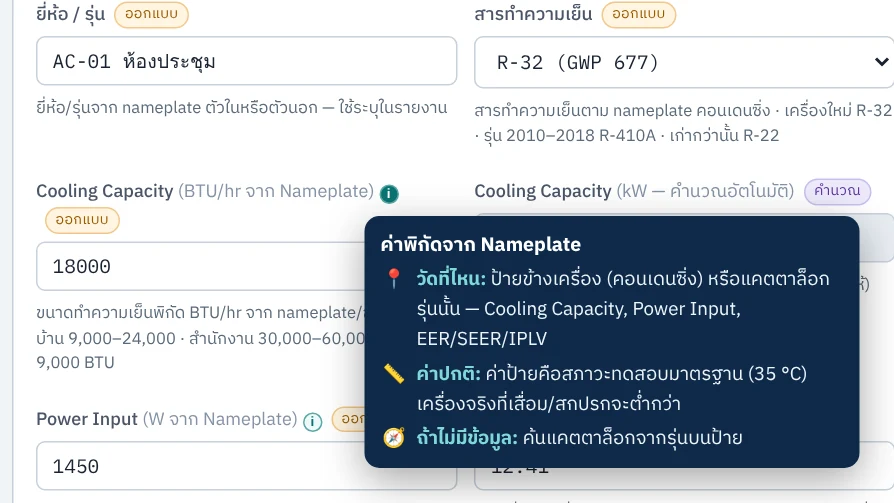 ยี่ห้อ / รุ่น ออกแบบ
AC-01 ห้องประชุม
ยี่ห้อ/รุ่นจาก nameplate ตัวในหรือตัวนอก — ใช้ระบุในรายงาน
สารทำความเย็น ออกแบบ
R-32 (GWP 677)
สารทำความเย็นตาม nameplate คอนเดนซิ่ง · เครื่องใหม่ R-32
· รุ่น 2010–2018 R-410A · เก่ากว่านั้น R-22
Cooling Capacity (BTU/hr จาก Nameplate) i
ออกแบบ
18000
ขนาดทำความเย็นพิกัด BTU/hr จาก nameplate/
บ้าน 9,000–24,000 · สำนักงาน 30,000–60,00
9,000 BTU
Cooling Capacity (kW — คำนวณอัตโนมัติ) คำนวณ
ค่าพิกัดจาก Nameplate
📍 วัดที่ไหน: ป้ายข้างเครื่อง (คอนเดนซิ่ง) หรือแคตตาล็อก
รุ่นนั้น — Cooling Capacity, Power Input,
EER/SEER/IPLV
📏 ค่าปกติ: ค่าป้ายคือสภาวะทดสอบมาตรฐาน (35 °C)
เครื่องจริงที่เสื่อม/สกปรกจะต่ำกว่า
🧭 ถ้าไม่มีข้อมูล: ค้นแคตตาล็อกจากรุ่นบนป้าย
Power Input (W จาก Nameplate) i ออก
1450
12.41